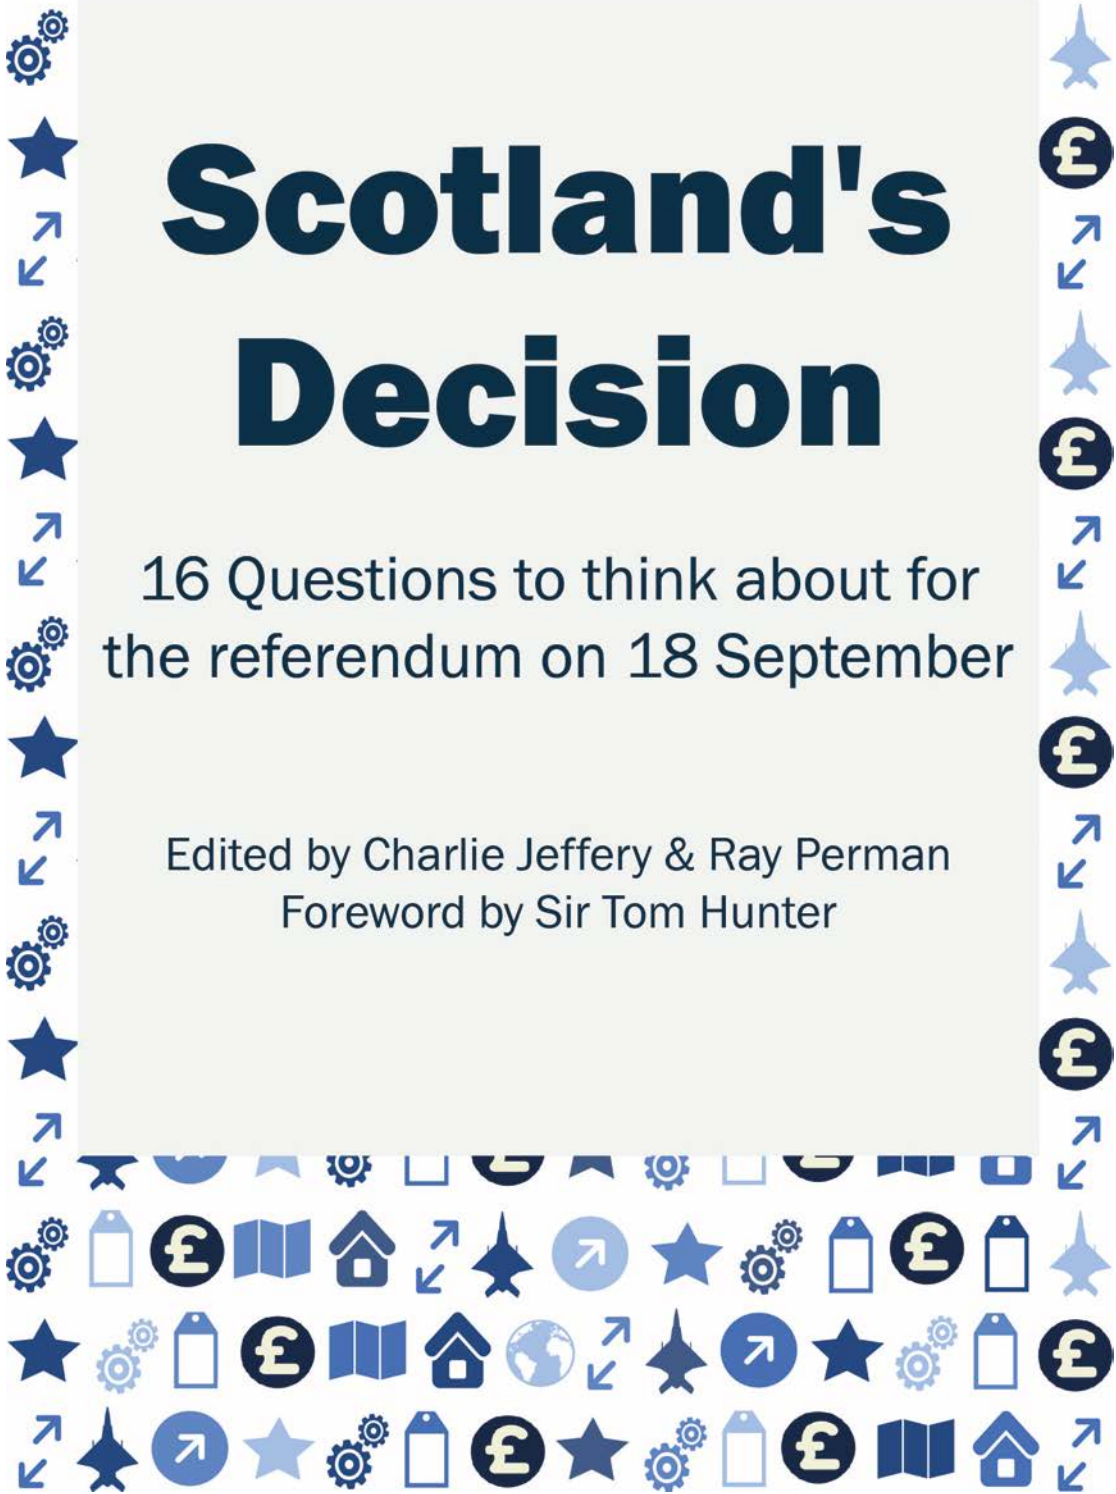 Scotland's
Decision
16 Questions to think about for
the referendum on 18 September
Edited by Charlie Jeffery & Ray Perman
Foreword by Sir Tom Hunter